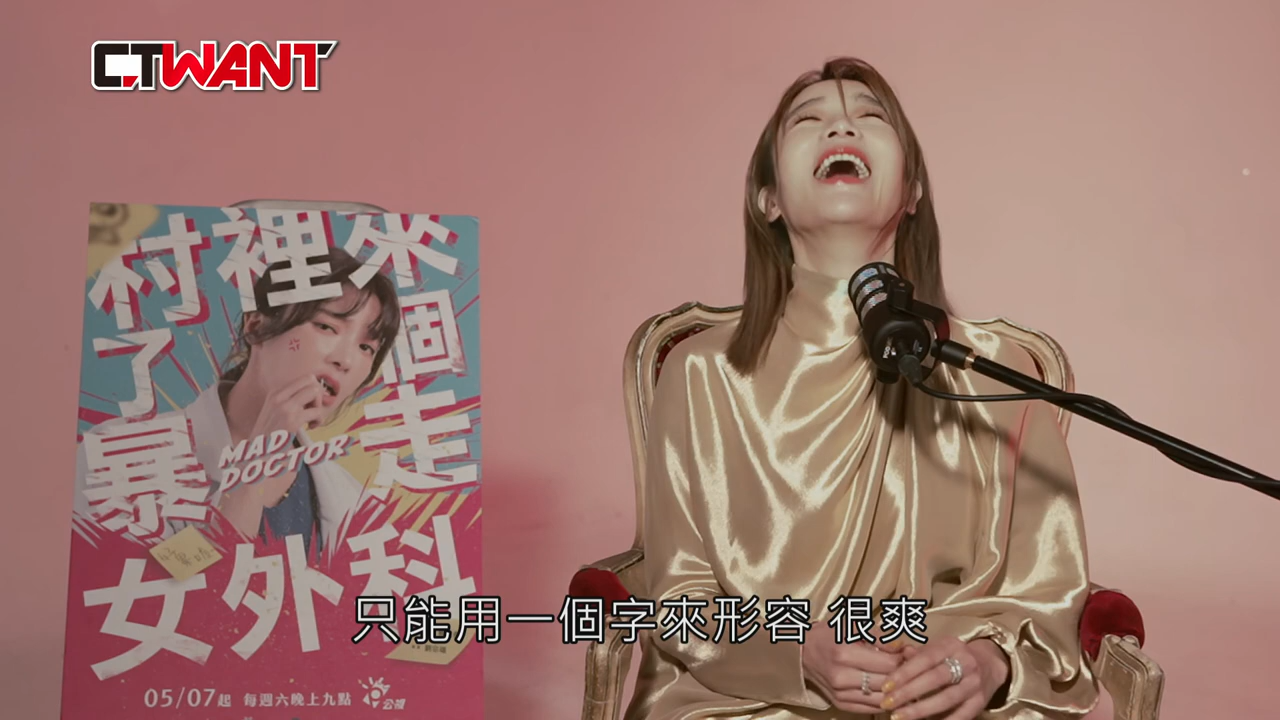 CTWANT
村裡來
了 個
暴 走
MAD
DOCTOR
女外科
05/07起 每週六晚上九點 公視
只能用一個字來形容 很爽